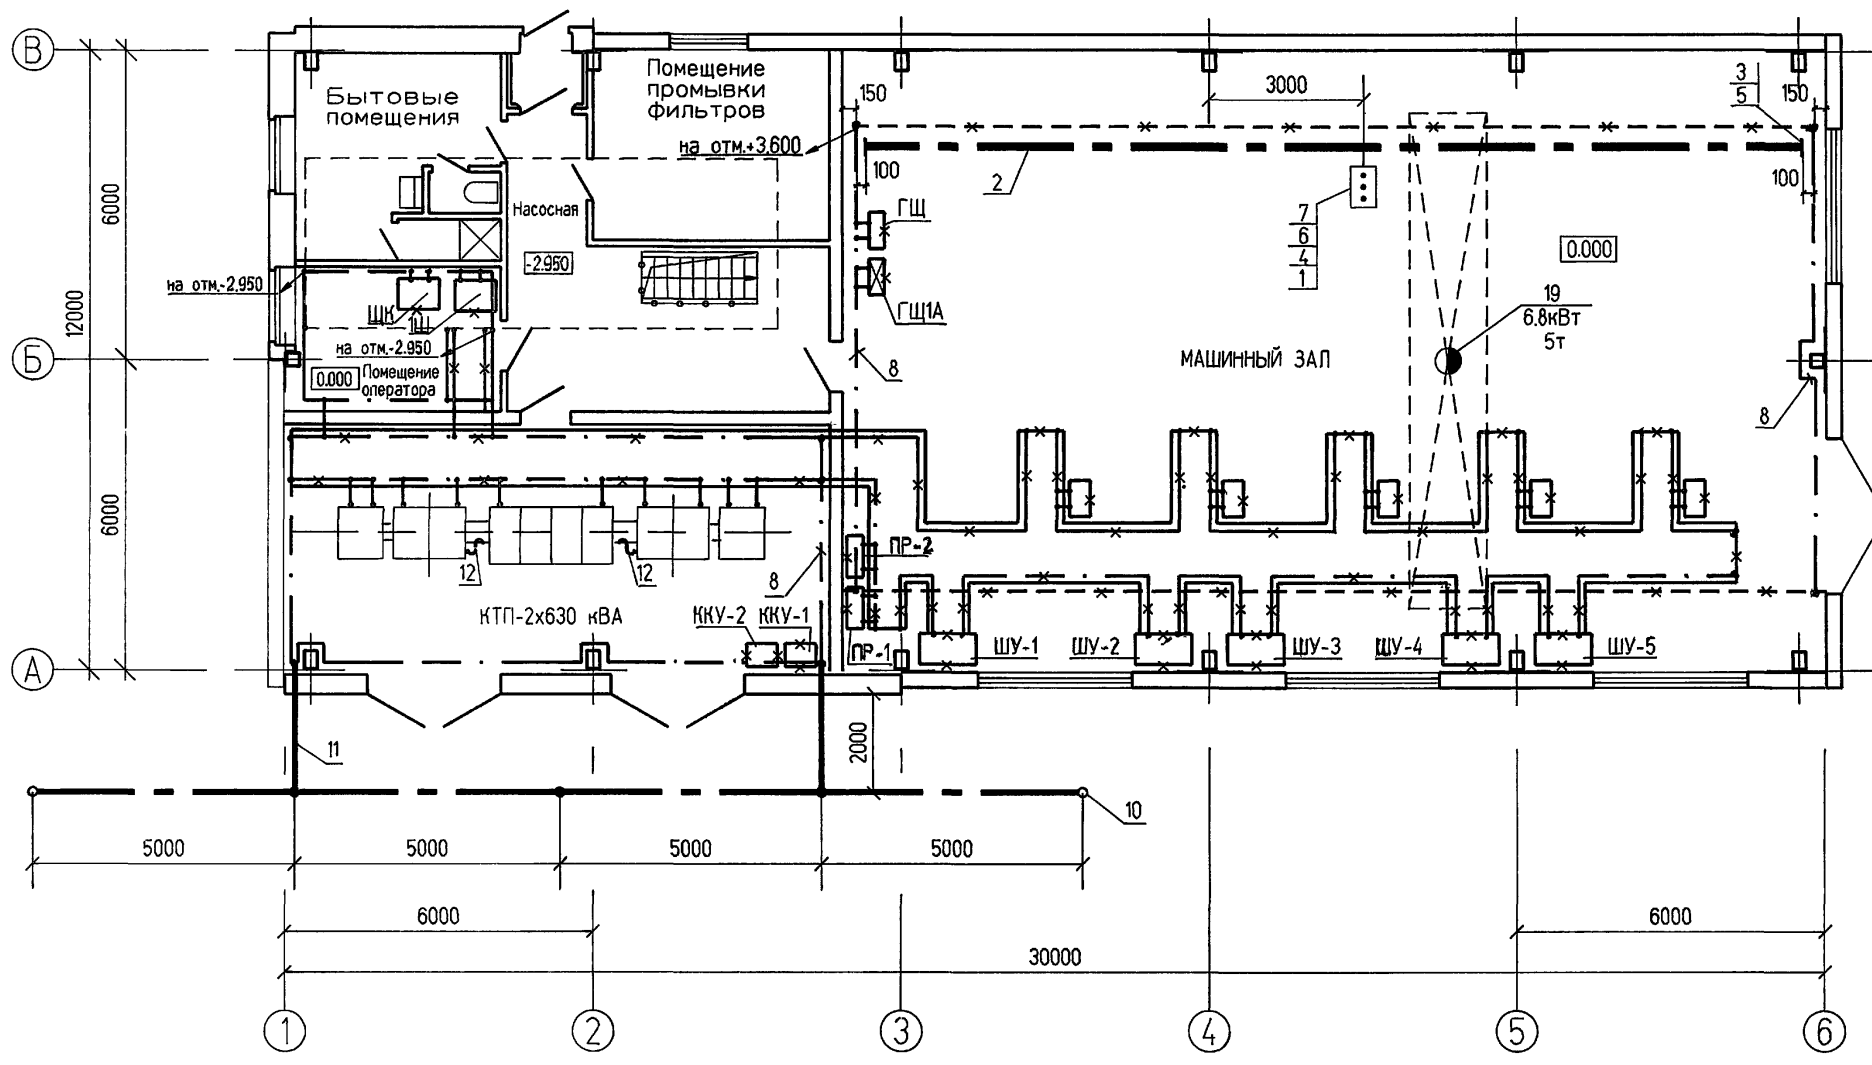 В
Бытовые
помещения
Помещение
промывки
фильтров
150
3000
3
5
150
на отм.+3.600
100
2
100
6000
Насосная
ГЩ
7
6
4
1
0.000
-2.950
на отм.-2.950
ЩК
1Щ
ГЩ1А
19
6.8кВт
5т
12000
на отм.-2.950
Б
0.000
Помещение
оператора
8
МАШИННЫЙ ЗАЛ
8
6000
12
12
8
ПР-2
КТП-2х630 кВА
ККУ-2
ККУ-1
ПР-1
ШУ-1
ШУ-2
ШУ-3
ШУ-4
ШУ-5
А
11
2000
10
5000
5000
5000
5000
6000
6000
30000
1
2
3
4
5
6